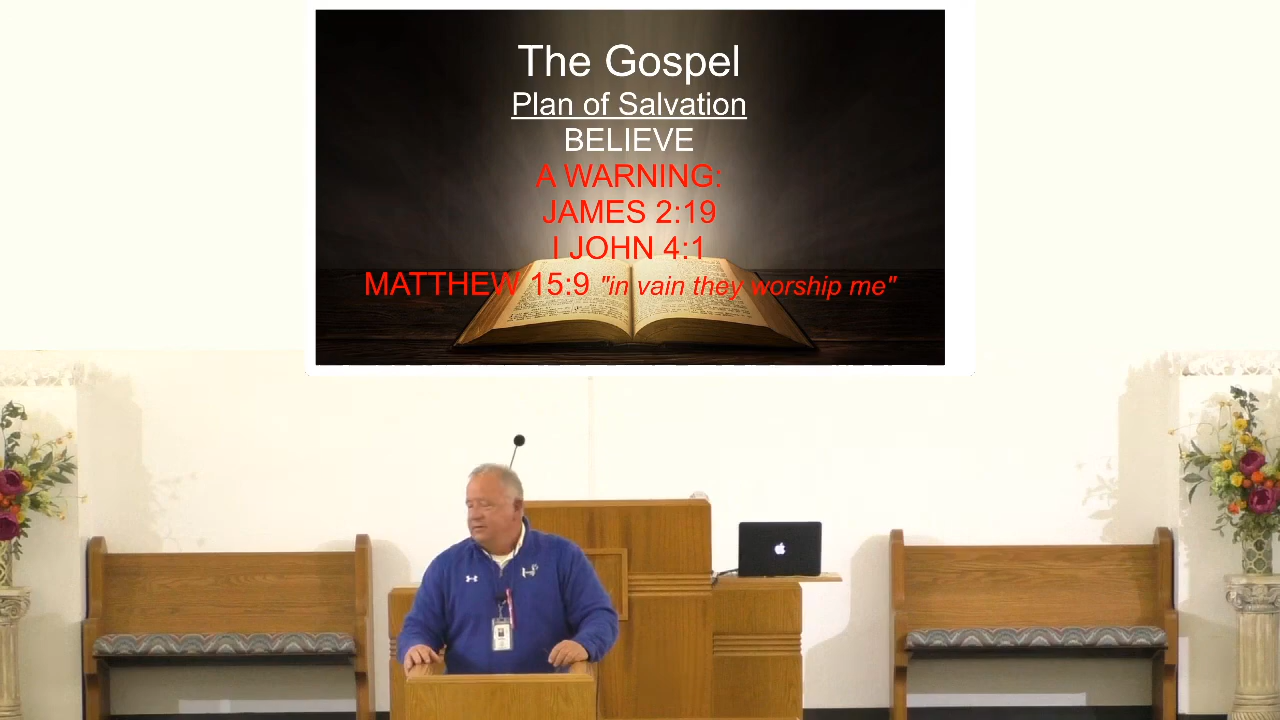 The Gospel
Plan of Salvation
BELIEVE
A WARNING:
JAMES 2:19
I JOHN 4:1
MATTHEW 15:9 "in vain they worship me"